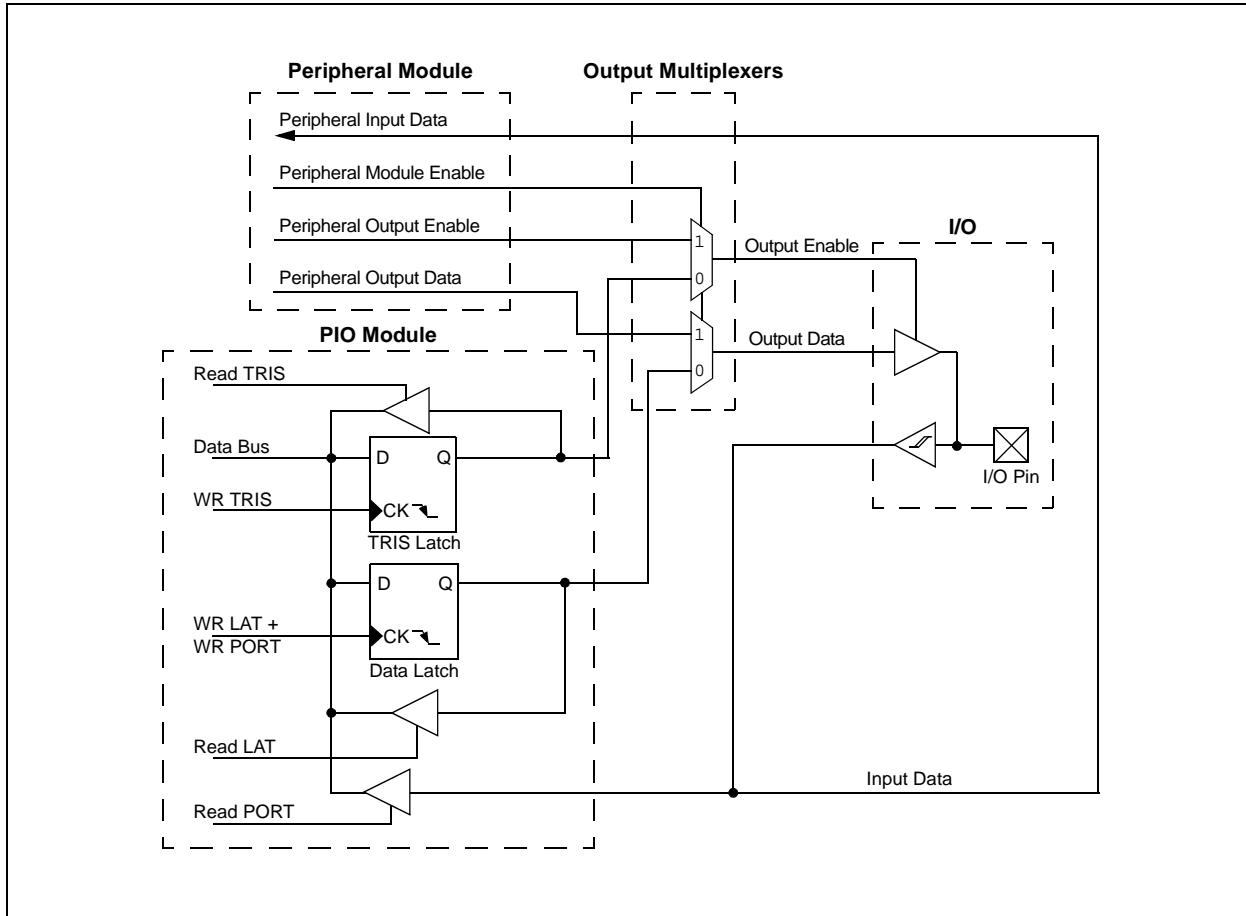 Peripheral Module
Output Multiplexers
Peripheral Input Data
Peripheral Module Enable
Peripheral Output Enable
Peripheral Output Data
1
0
1
0
Output Enable
Output Data
I/O
I/O Pin
PIO Module
Read TRIS
Data Bus
D Q
WR TRIS
CK
TRIS Latch
D Q
WR LAT +
WR PORT
CK
Data Latch
Read LAT
Read PORT
Input Data